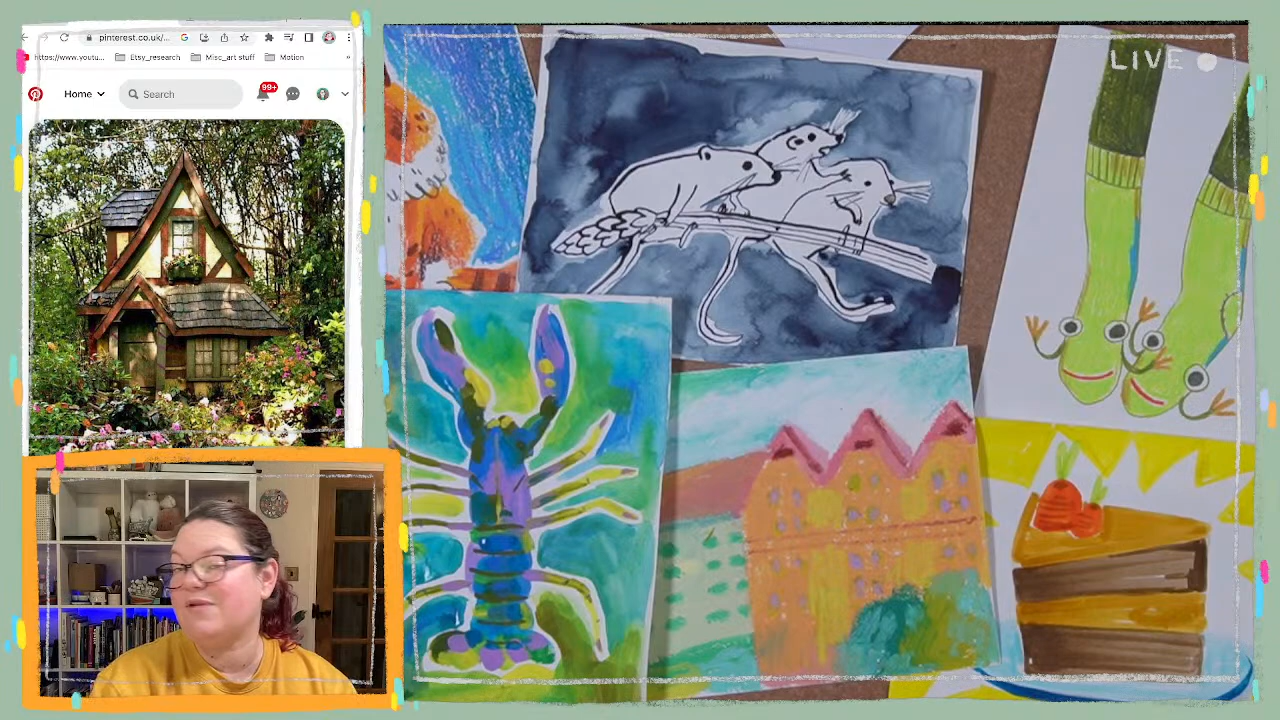 pinterest.co.uk/...
https://www.youtu... Etsy_research Misc_art stuff Motion »
Home Search 99+
LIVE